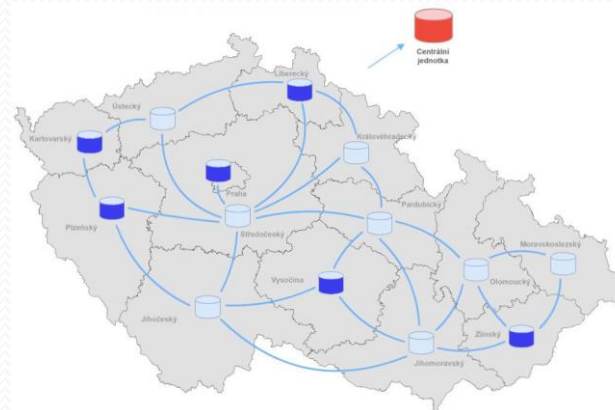 Centrální
jednotka
Liberecký
Ústecký
Karlovarský
Královéhradecký
Praha
Pardubický
Plzeňský
Středočeský
Moravskoslezský
Vysočina
Olomoucký
Jihočeský
Zlínský
Jihomoravský